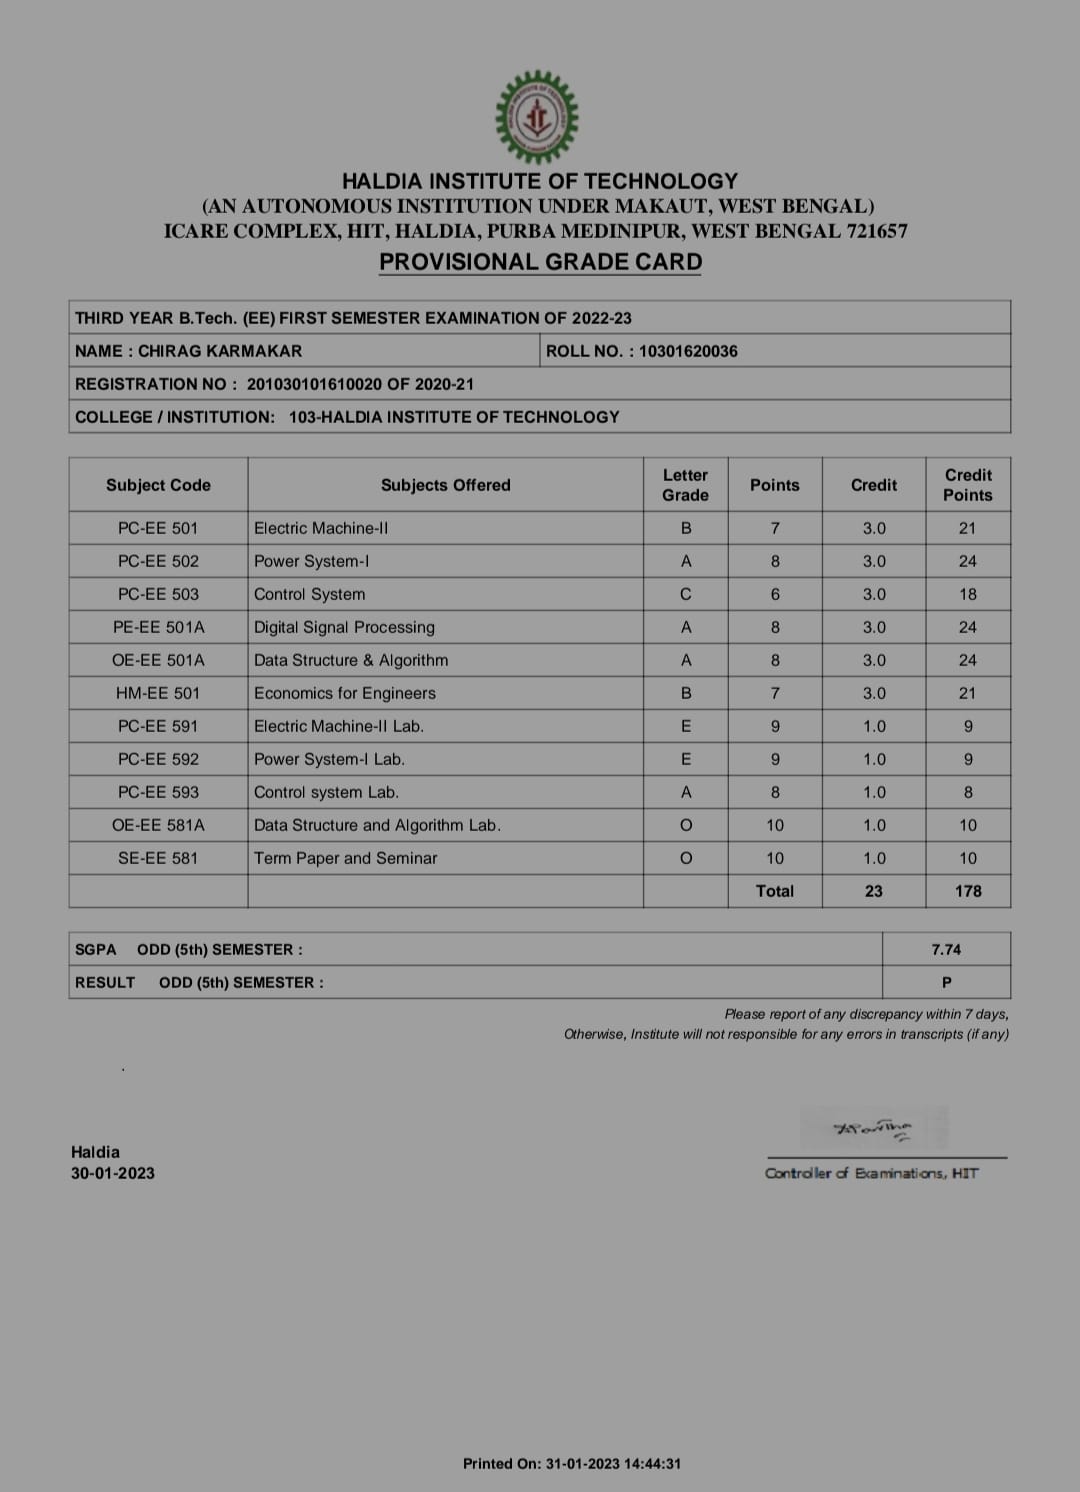 HALDIA INSTITUTE OF TECHNOLOGY
(AN AUTONOMOUS INSTITUTION UNDER MAKAUT, WEST BENGAL)
ICARE COMPLEX, HIT, HALDIA, PURBA MEDINIPUR, WEST BENGAL 721657
PROVISIONAL GRADE CARD
THIRD YEAR B.Tech. (EE) FIRST SEMESTER EXAMINATION OF 2022-23
NAME : CHIRAG KARMAKAR ROLL NO. : 10301620036
REGISTRATION NO : 201030101610020 OF 2020-21
COLLEGE / INSTITUTION: 103-HALDIA INSTITUTE OF TECHNOLOGY
Subject Code Subjects Offered Letter Grade Points Credit Credit Points
PC-EE 501 Electric Machine-II B 7 3.0 21
PC-EE 502 Power System-I A 8 3.0 24
PC-EE 503 Control System C 6 3.0 18
PE-EE 501A Digital Signal Processing A 8 3.0 24
OE-EE 501A Data Structure & Algorithm A 8 3.0 24
HM-EE 501 Economics for Engineers B 7 3.0 21
PC-EE 591 Electric Machine-II Lab. E 9 1.0 9
PC-EE 592 Power System-I Lab. E 9 1.0 9
PC-EE 593 Control system Lab. A 8 1.0 8
OE-EE 581A Data Structure and Algorithm Lab. O 10 1.0 10
SE-EE 581 Term Paper and Seminar O 10 1.0 10
Total 23 178
SGPA ODD (5th) SEMESTER : 7.74
RESULT ODD (5th) SEMESTER : P
Please report of any discrepancy within 7 days,
Otherwise, Institute will not responsible for any errors in transcripts (if any)
Haldia
30-01-2023
Controller of Examinations, HIT
Printed On: 31-01-2023 14:44:31